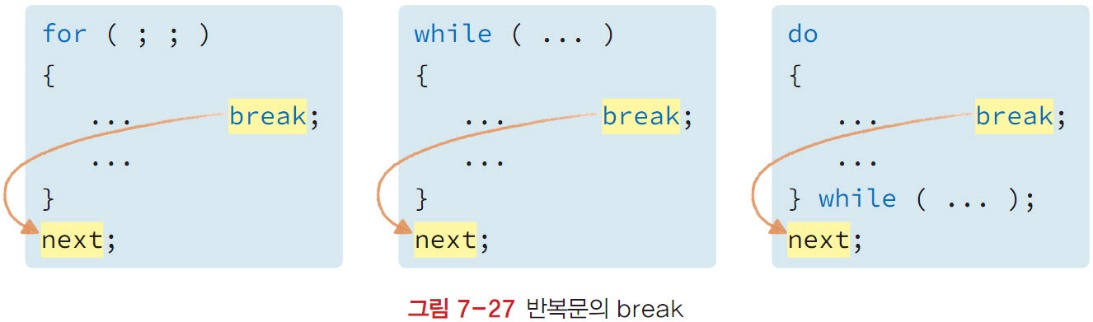 for ( ; ; )
{
... break;
...
}
next;
while ( ... )
{
... break;
...
}
next;
do
{
... break;
...
} while ( ... );
next;
그림 7-27 반복문의 break